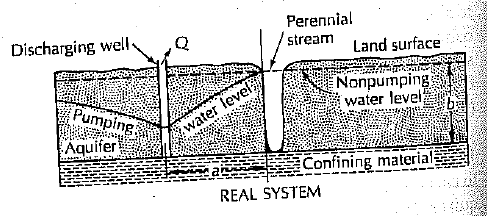 Perennial
stream
Discharging well
Q
Land surface
Nonpumping
water level
Pumping
water level
b
Aquifer
Confining material
a
REAL SYSTEM